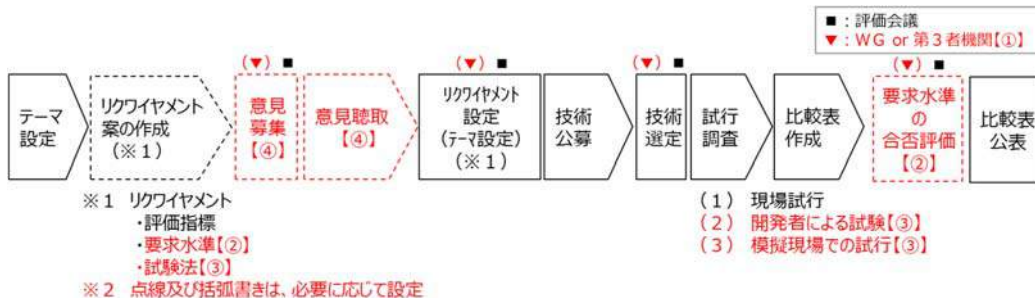 ■：評価会議
▼：WG or 第３者機関【①】
(▼) ■
(▼) ■
(▼) ■
(▼) ■
テーマ
設定
リクワイヤメント
案の作成
(※１)
意見
募集
【④】
意見聴取
【④】
リクワイヤメント
設定
(テーマ設定)
(※１)
技術
公募
技術
選定
試行
調査
比較表
作成
要求水準
の
合否評価
【②】
比較表
公表
※１ リクワイヤメント
・評価指標
・要求水準【②】
・試験法【③】
※２ 点線及び括弧書きは、必要に応じて設定
(１) 現場試行
(２) 開発者による試験【③】
(３) 模擬現場での試行【③】